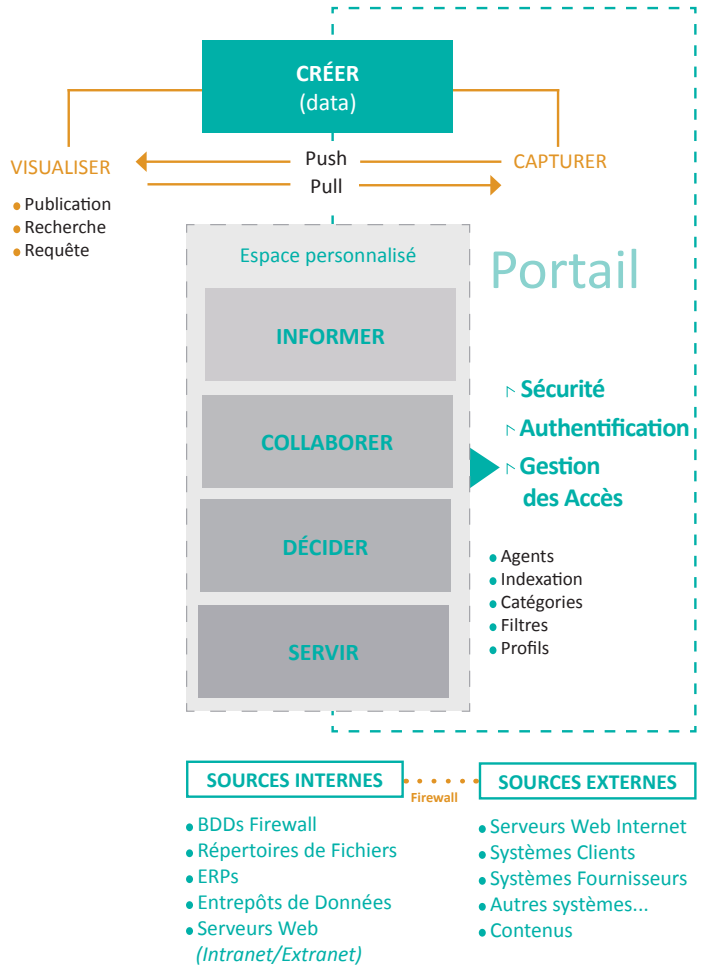 CRÉER
(data)
VISUALISER
Push
Pull
CAPTURER
• Publication
• Recherche
• Requête
Espace personnalisé
Portail
INFORMER
COLLABORER
DÉCIDER
SERVIR
Sécurité
Authentification
Gestion
des Accès
• Agents
• Indexation
• Catégories
• Filtres
• Profils
SOURCES INTERNES
Firewall
SOURCES EXTERNES
• BDDs Firewall
• Répertoires de Fichiers
• ERPs
• Entrepôts de Données
• Serveurs Web
(Intranet/Extranet)
• Serveurs Web Internet
• Systèmes Clients
• Systèmes Fournisseurs
• Autres systèmes...
• Contenus